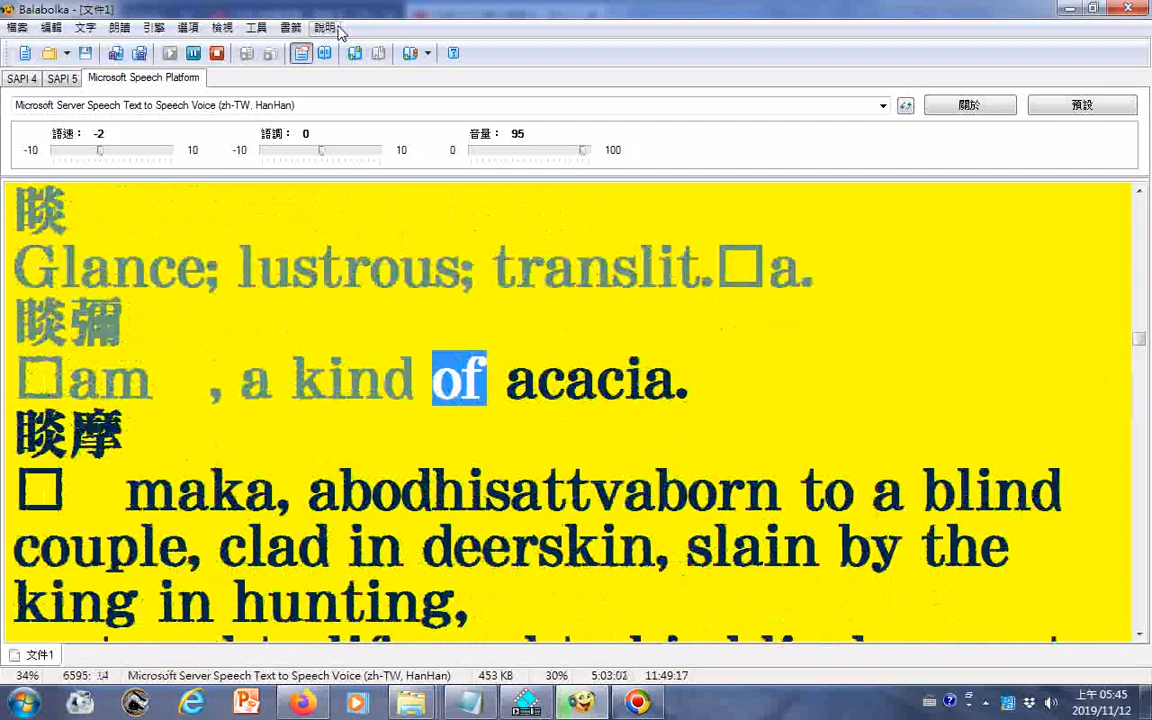 Balabolka - [文件1]
檔案 編輯 文字 朗讀 引擎 選項 檢視 工具 書籤 說明
SAPI 4 SAPI 5 Microsoft Speech Platform
Microsoft Server Speech Text to Speech Voice (zh-TW, HanHan) 關於 預設
語速： -2 語調： 0 音量： 95
-10 10 -10 10 0 100
睒
Glance; lustrous; translit.□a.
睒彌
□am , a kind of acacia.
睒摩
□ maka, abodhisattvaborn to a blind
couple, clad in deerskin, slain by the
king in hunting,
文件1
34% Microsoft Server Speech Text to Speech Voice (zh-TW, HanHan) 453 KB 30% 11:49:17
上午 05:45
2019/11/12